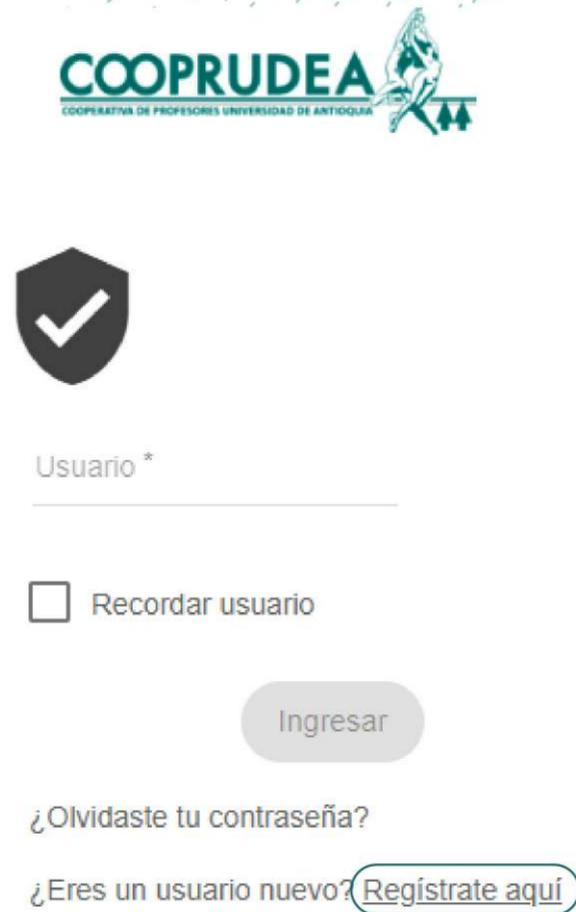 COOPRUDEA
COOPERATIVA DE PROFESORES UNIVERSIDAD DE ANTIOQUIA
Usuario *
Recordar usuario
Ingresar
¿Olvidaste tu contraseña?
¿Eres un usuario nuevo? Regístrate aquí